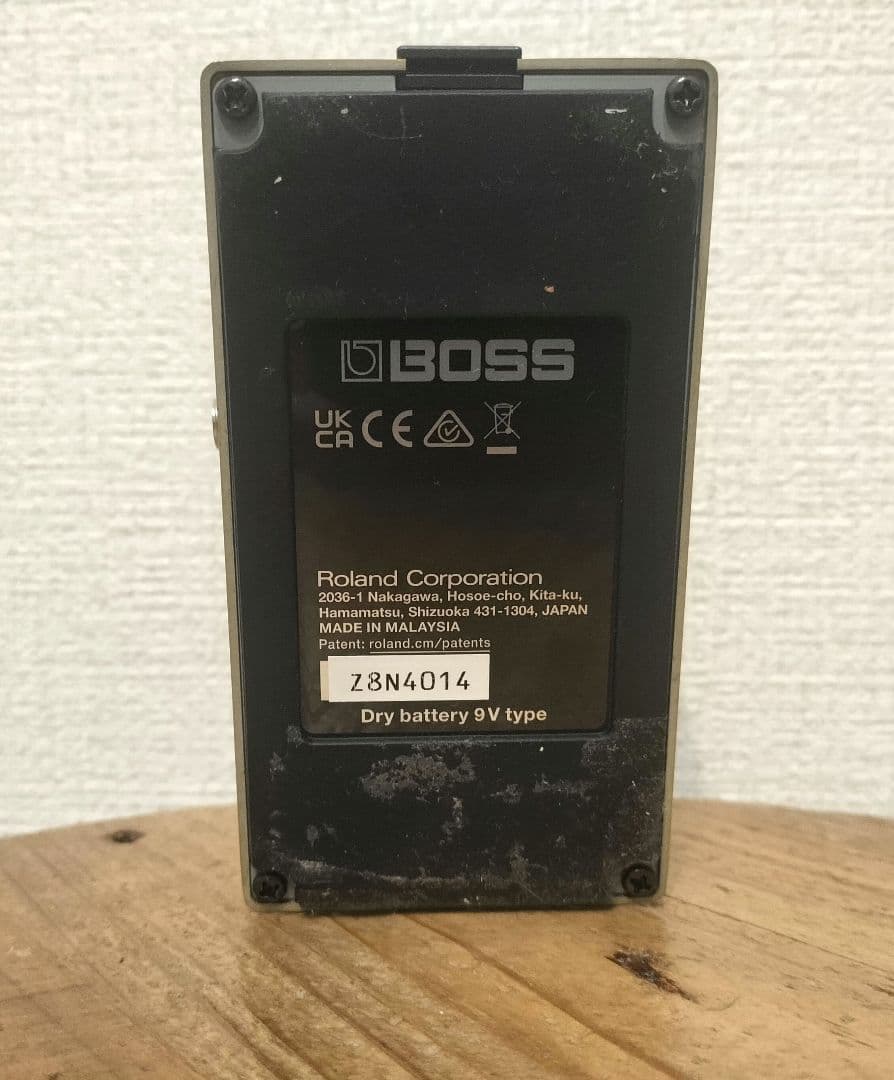 BOSS
UK
CA CE
Roland Corporation
2036-1 Nakagawa, Hosoe-cho, Kita-ku,
Hamamatsu, Shizuoka 431-1304, JAPAN
MADE IN MALAYSIA
Patent: roland.cm/patents
Z8N4014
Dry battery 9V type